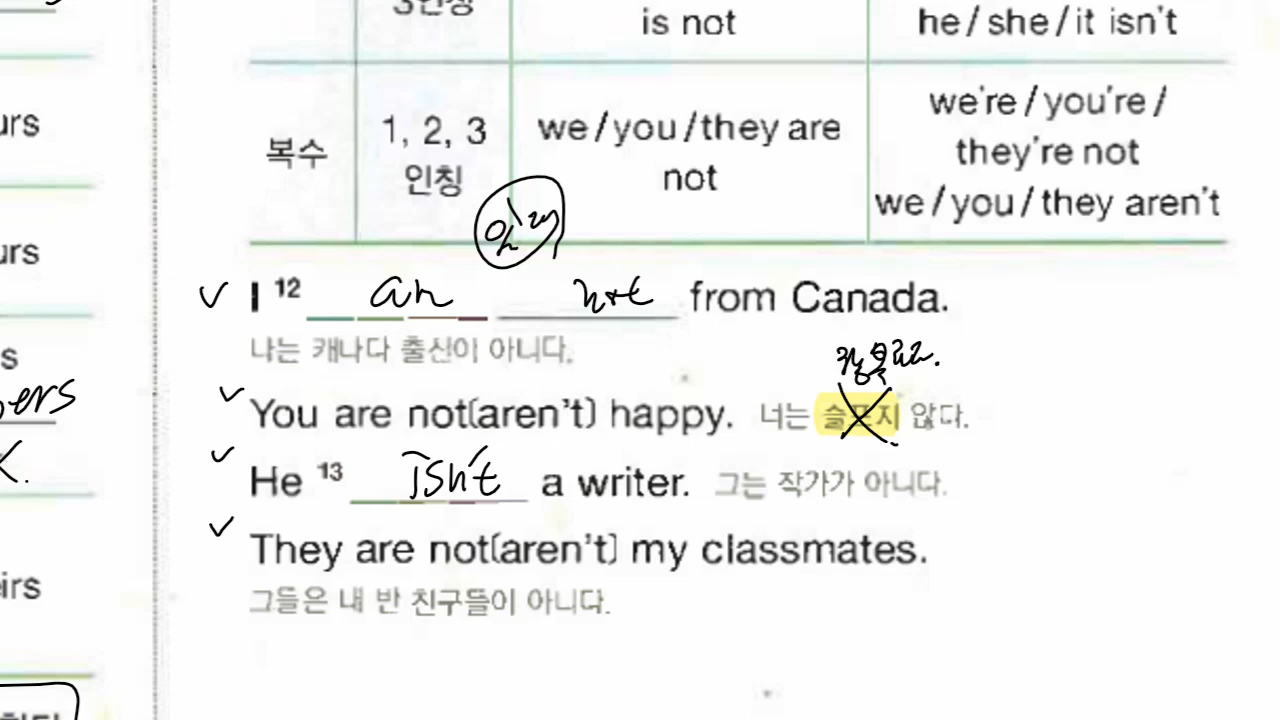 3인칭
is not
he / she / it isn't
urs
복수
1, 2, 3
인칭
we / you / they are
not
we're / you're /
they're not
we / you / they aren't
urs
I 12 am not from Canada.
나는 캐나다 출신이 아니다.
s
ers
You are not(aren't) happy. 너는 슬프지 않다.
He 13 isn't a writer. 그는 작가가 아니다.
They are not(aren't) my classmates.
irs
그들은 내 반 친구들이 아니다.